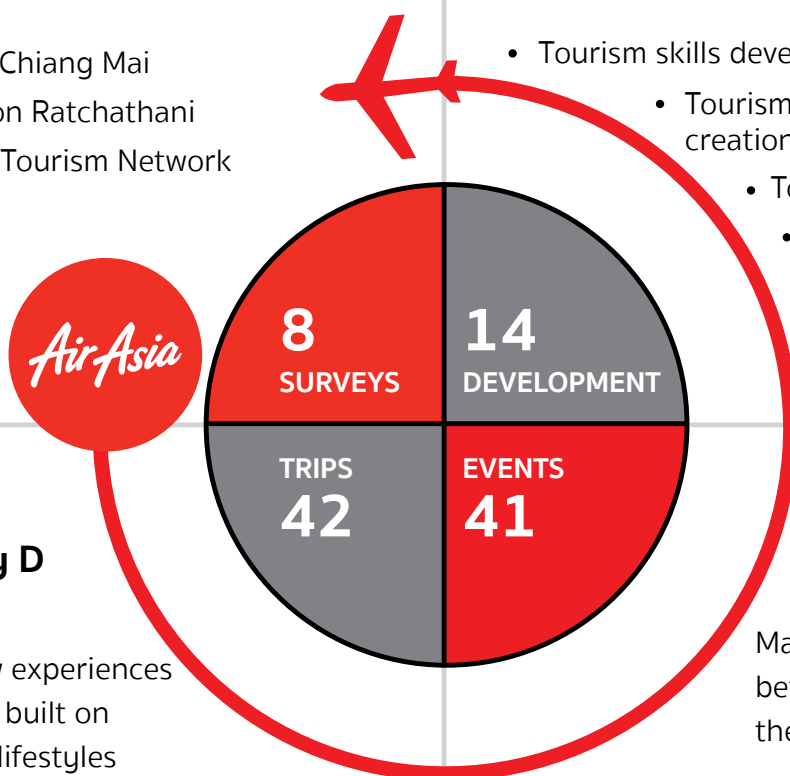 Chiang Mai
on Ratchathani
Tourism Network
• Tourism skills deve
• Tourism
creation
• To
•
AirAsia
8
SURVEYS
14
DEVELOPMENT
TRIPS
42
EVENTS
41
y D
experiences
built on
lifestyles
Ma
be
the